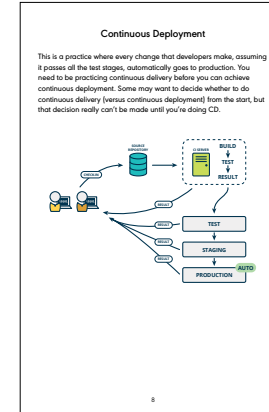 Continuous Deployment
This is a practice where every change that developers make, assuming
it passes all the test stages, automatically goes to production. You
need to be practicing continuous delivery before you can achieve
continuous deployment. Some may want to decide whether to do
continuous delivery (versus continuous deployment) from the start, but
that decision really can't be made until you're doing CD.
SOURCE
REPOSITORY
CHECK-IN
CI SERVER
BUILD
TEST
RESULT
RESULT
RESULT
TEST
RESULT
STAGING
RESULT
PRODUCTION
AUTO
8